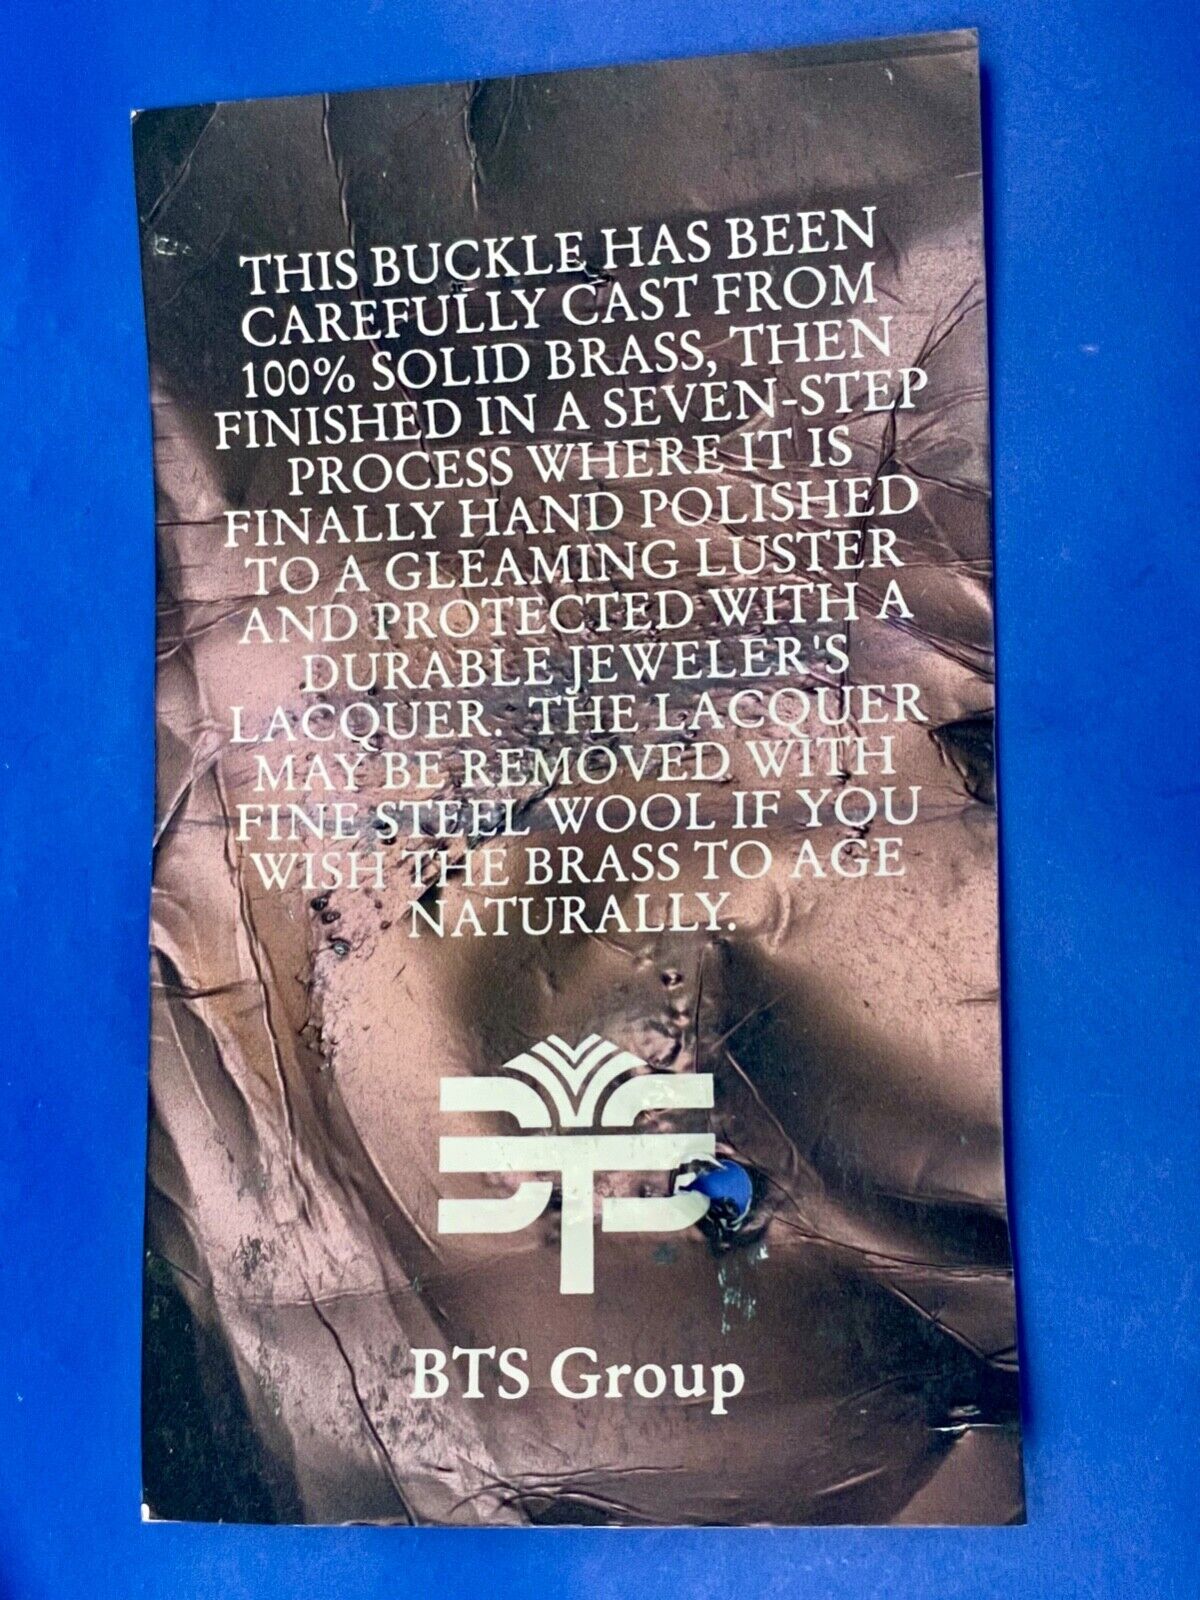 THIS BUCKLE HAS BEEN
CAREFULLY CAST FROM
100% SOLID BRASS, THEN
FINISHED IN A SEVEN-STEP
PROCESS WHERE IT IS
FINALLY HAND POLISHED
TO A GLEAMING LUSTER
AND PROTECTED WITH A
DURABLE JEWELER'S
LACQUER. THE LACQUER
MAY BE REMOVED WITH
FINE STEEL WOOL IF YOU
WISH THE BRASS TO AGE
NATURALLY.
BTS Group